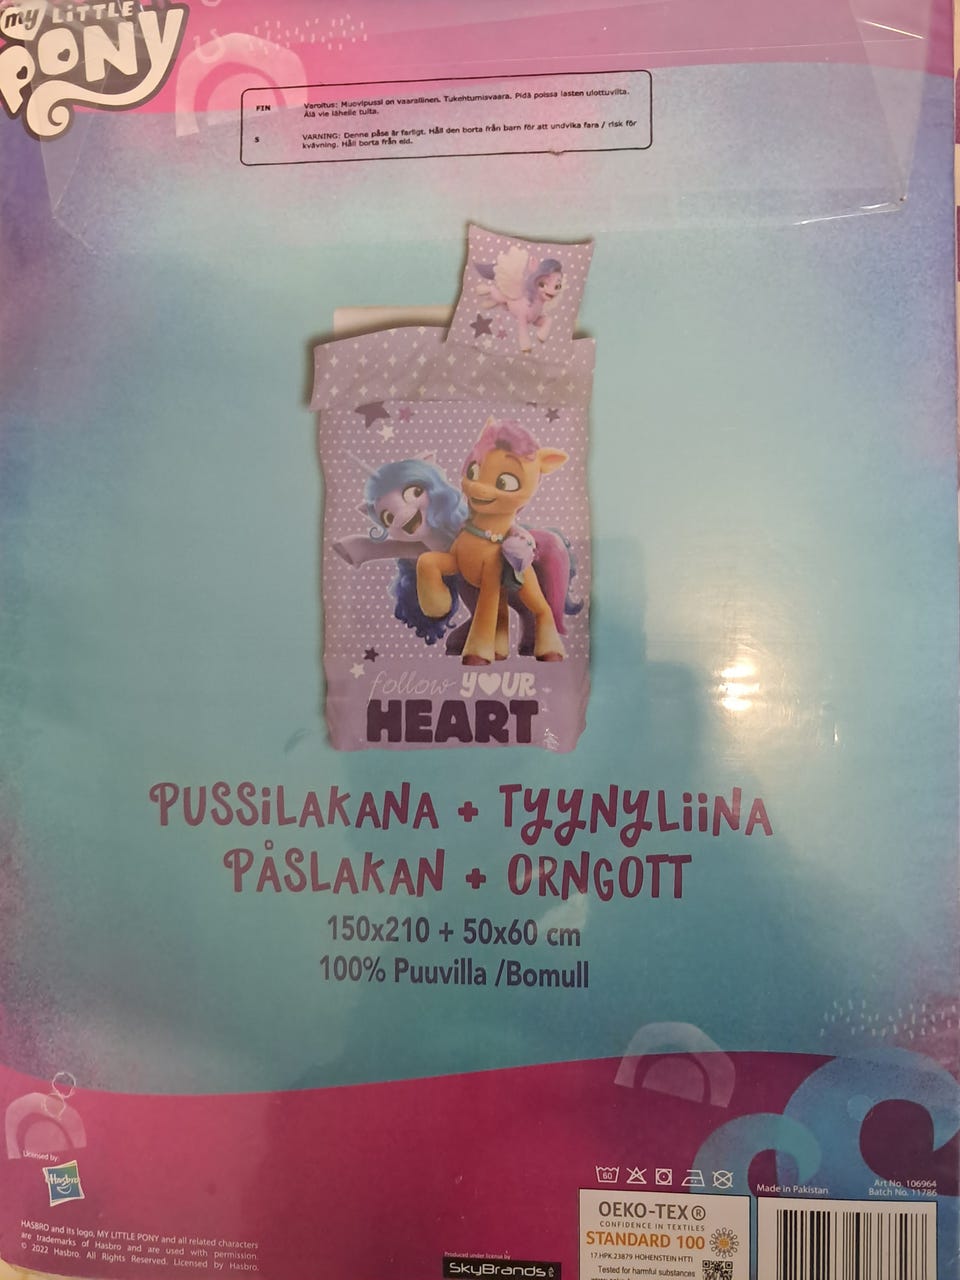 my LiTTLE
PONY
FIN Varoitus: Muovipussi on vaarallinen. Tukehtumisvaara. Pidä poissa lasten ulottuvilta.
Älä vie lähelle tulta.
S VARNING: Denne påse är farligt. Håll den borta från barn för att undvika fara / risk för
kvävning. Håll borta från eld.
follow YOUR
HEART
PUSSiLAKANA + TYYNYLiiNA
PÅSLAKAN + ORNGOTT
150x210 + 50x60 cm
100% Puuvilla /Bomull
Licensed by:
Hasbro
HASBRO and its logo, MY LITTLE PONY and all related characters
are trademarks of Hasbro and are used with permission.
© 2022 Hasbro. All Rights Reserved. Licensed by Hasbro.
Produced under license by
SkyBrands
60
Made in Pakistan
Art No. 106964
Batch No. 11786
OEKO-TEX®
CONFIDENCE IN TEXTILES
STANDARD 100
17.HPK.23879 HOHENSTEIN HTTI
Tested for harmful substances